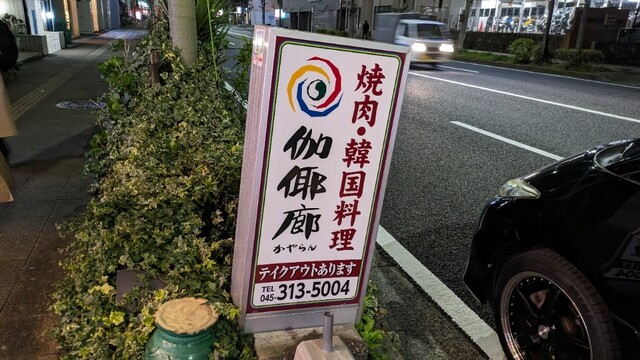 焼肉・韓国料理
伽倻廊
かやらん
テイクアウトあります
TEL 045-313-5004